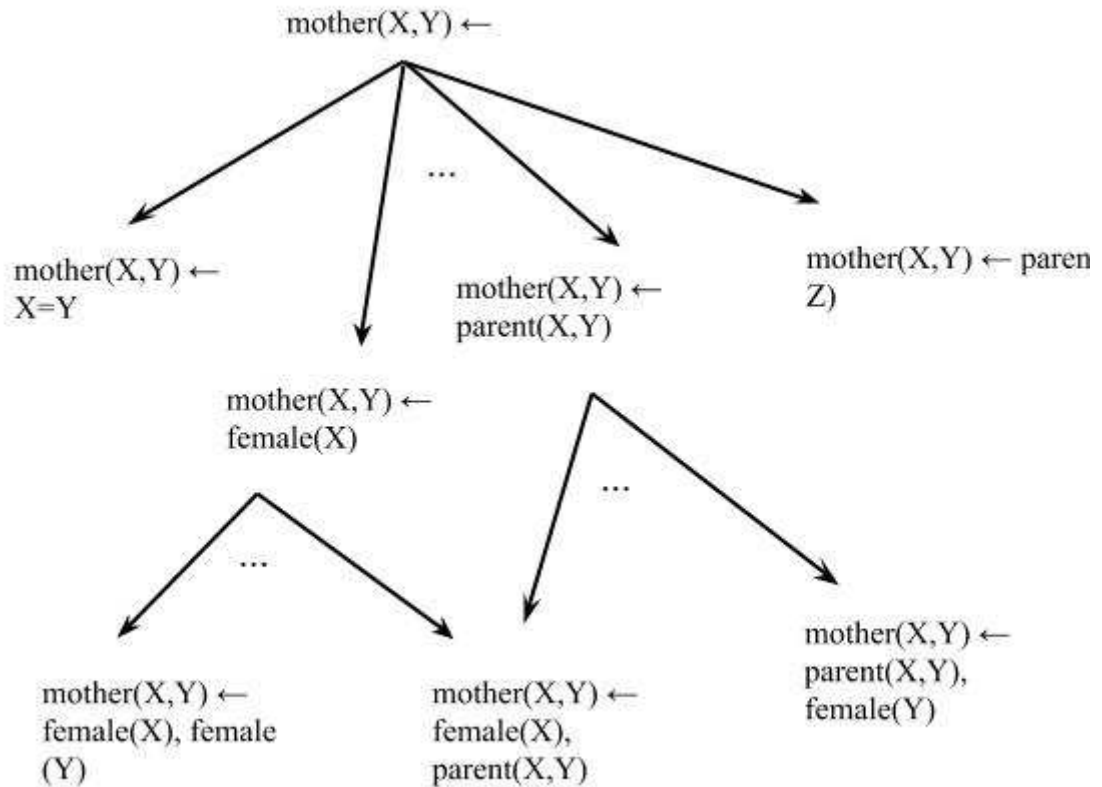 mother(X,Y) ←
...
mother(X,Y) ←
X=Y
mother(X,Y) ←
parent(X,Y)
mother(X,Y) ← paren
Z)
mother(X,Y) ←
female(X)
...
...
mother(X,Y) ←
female(X), female
(Y)
mother(X,Y) ←
female(X),
parent(X,Y)
mother(X,Y) ←
parent(X,Y),
female(Y)